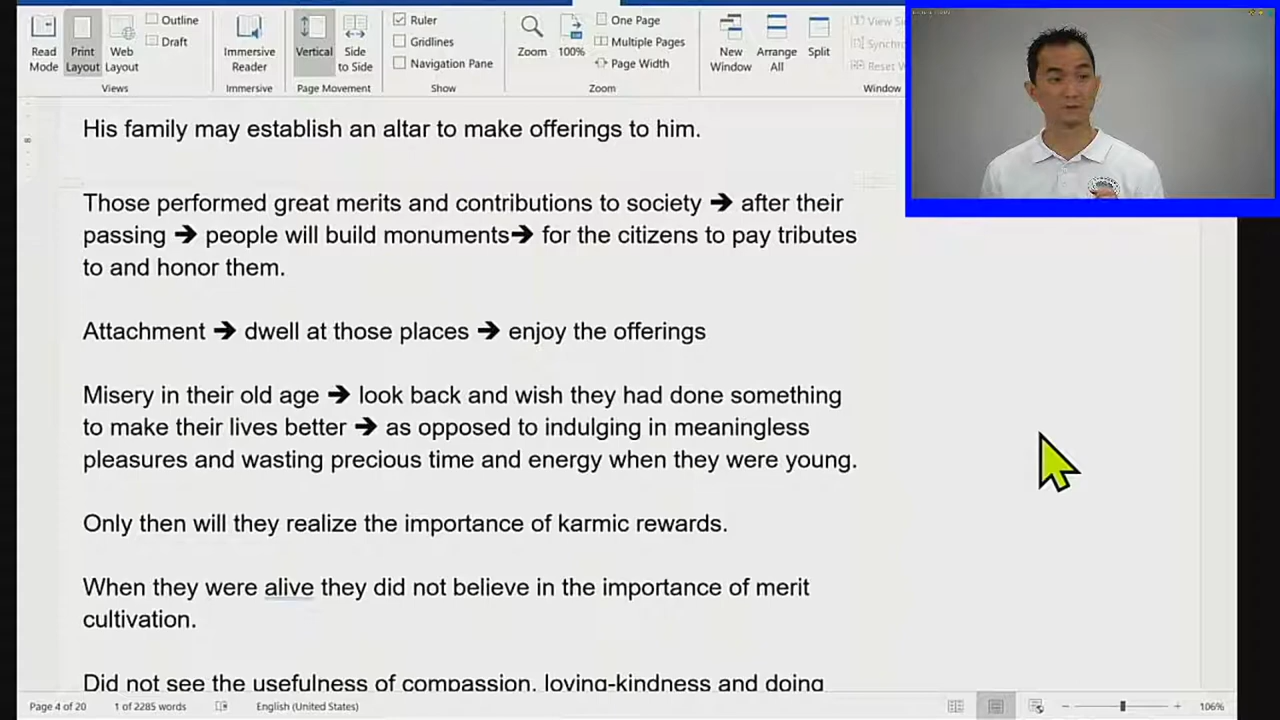 Outline
Draft
Read Mode
Print Layout
Web Layout
Views
Immersive Reader
Immersive
Vertical
Side to Side
Page Movement
Ruler
Gridlines
Navigation Pane
Show
Zoom
100%
One Page
Multiple Pages
Page Width
Zoom
New Window
Arrange All
Split
View Si
Synchro
Reset W
Window
His family may establish an altar to make offerings to him.
Those performed great merits and contributions to society ➔ after their
passing ➔ people will build monuments➔ for the citizens to pay tributes
to and honor them.
Attachment ➔ dwell at those places ➔ enjoy the offerings
Misery in their old age ➔ look back and wish they had done something
to make their lives better ➔ as opposed to indulging in meaningless
pleasures and wasting precious time and energy when they were young.
Only then will they realize the importance of karmic rewards.
When they were alive they did not believe in the importance of merit
cultivation.
Did not see the usefulness of compassion, loving-kindness and doing
Page 4 of 20
1 of 2285 words
English (United States)
106%